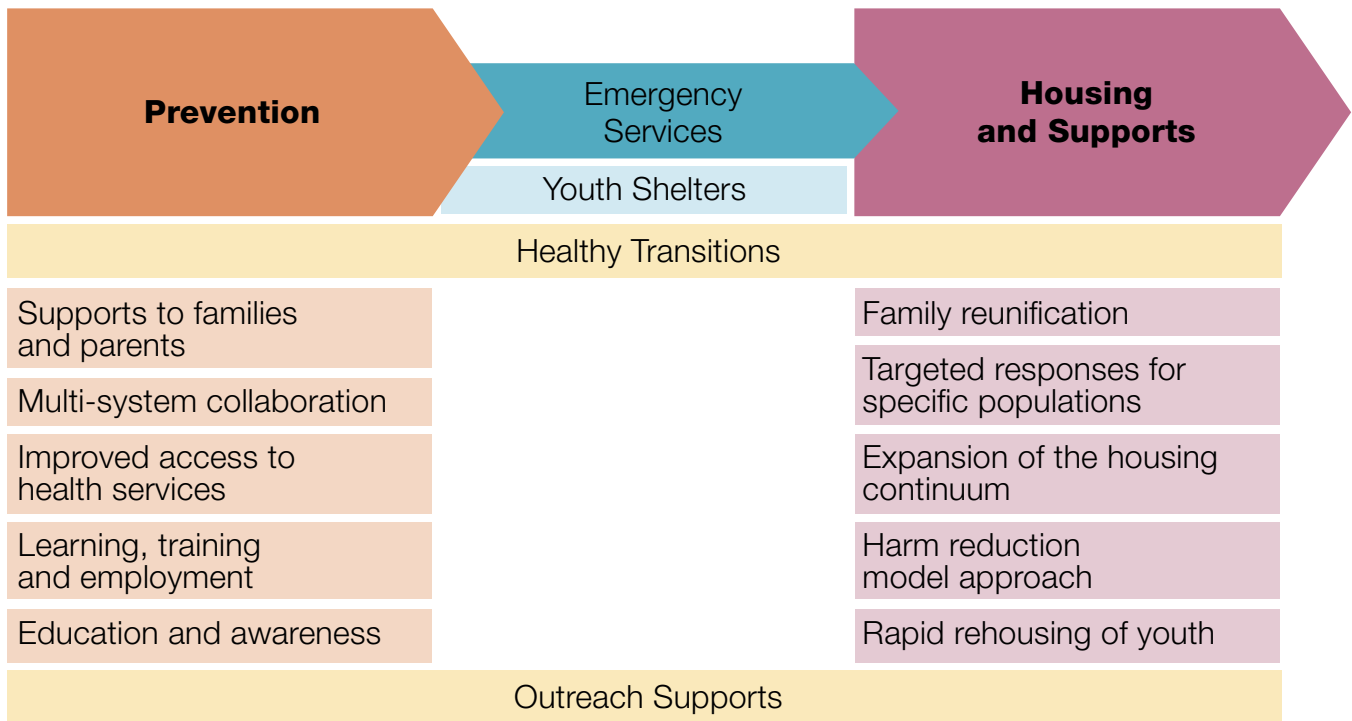 Prevention
Emergency
Services
Housing
and Supports
Youth Shelters
Healthy Transitions
Supports to families
and parents
Multi-system collaboration
Improved access to
health services
Learning, training
and employment
Education and awareness
Family reunification
Targeted responses for
specific populations
Expansion of the housing
continuum
Harm reduction
model approach
Rapid rehousing of youth
Outreach Supports